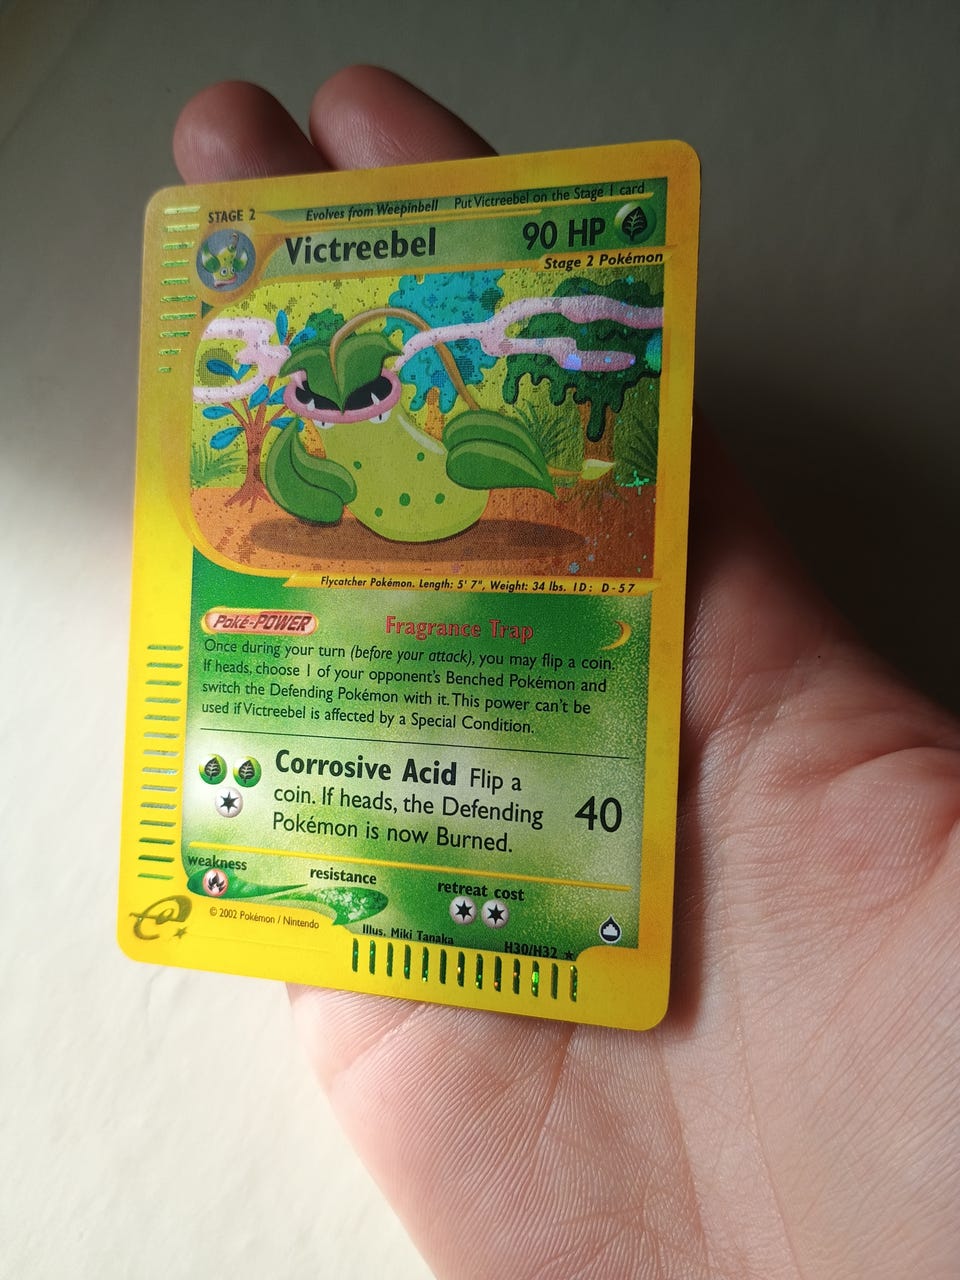 STAGE 2
Evolves from Weepinbell Put Victreebel on the Stage 1 card
Victreebel 90 HP
Stage 2 Pokémon
Flycatcher Pokémon. Length: 5' 7", Weight: 34 lbs. ID: D-57
Poké-POWER Fragrance Trap
Once during your turn (before your attack), you may flip a coin.
If heads, choose 1 of your opponent's Benched Pokémon and
switch the Defending Pokémon with it. This power can't be
used if Victreebel is affected by a Special Condition.
Corrosive Acid Flip a
coin. If heads, the Defending
Pokémon is now Burned.
40
weakness
resistance
retreat cost
e
© 2002 Pokémon / Nintendo
Illus. Miki Tanaka
H30/H32